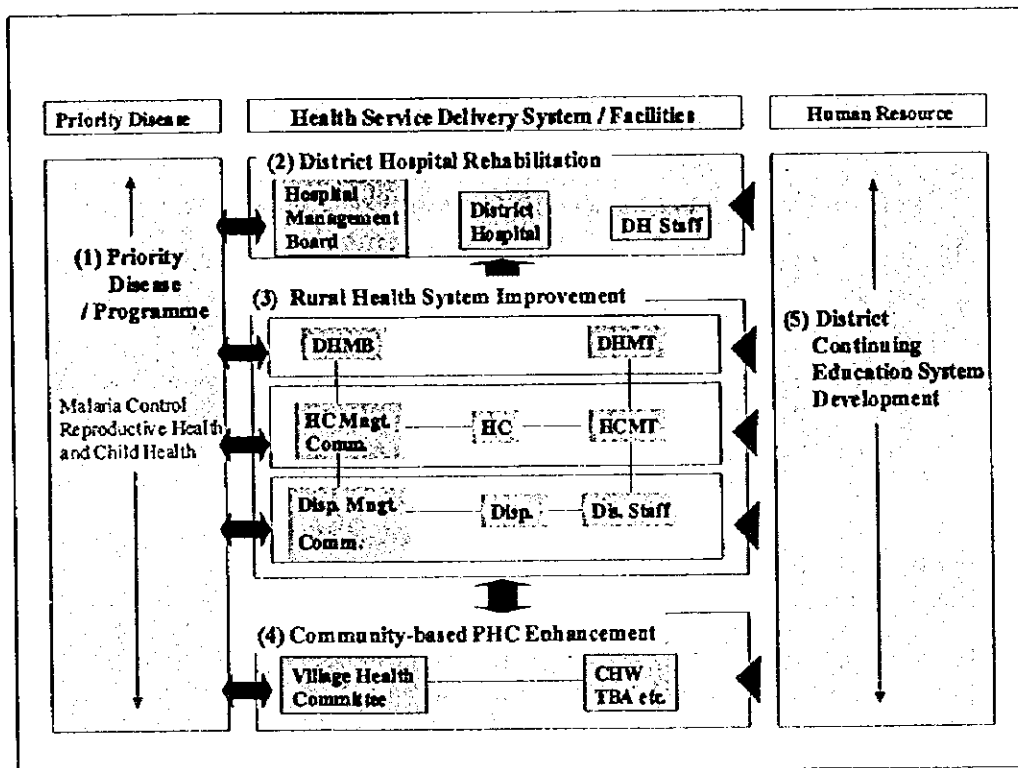 Priority Disease
Health Service Delivery System / Facilities
Human Resource
(2) District Hospital Rehabilitation
Hospital
Management
Board
District
Hospital
DH Staff
(1) Priority
Disease
/ Programme
Malaria Control
Reproductive Health
and Child Health
(3) Rural Health System Improvement
DHMB
DHMT
HC Mngt.
Comm.
HC
HCMT
Disp. Mngt.
Comm.
Disp.
Dis. Staff
(4) Community-based PHC Enhancement
Village Health
Committee
CHW
TBA etc.
(5) District
Continuing
Education System
Development